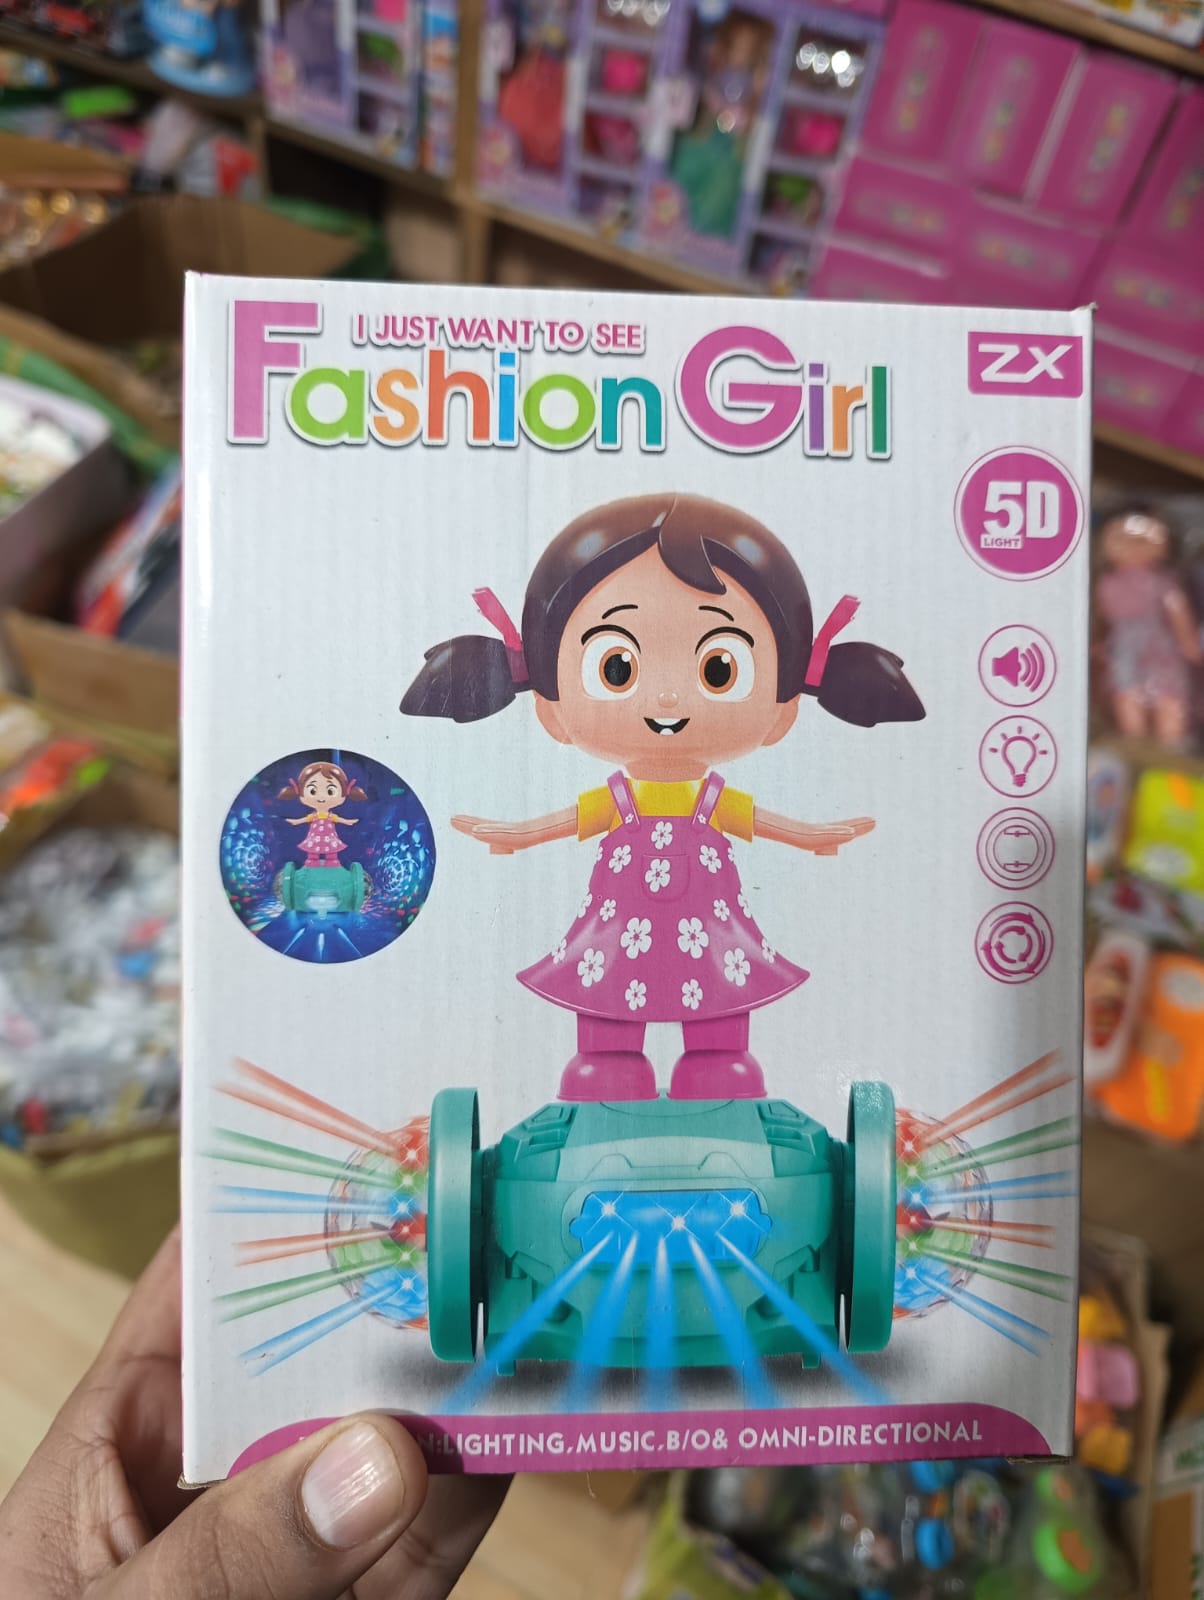 I JUST WANT TO SEE
Fashion Girl
ZX
5D
LIGHT
N:LIGHTING,MUSIC,B/O& OMNI-DIRECTIONAL